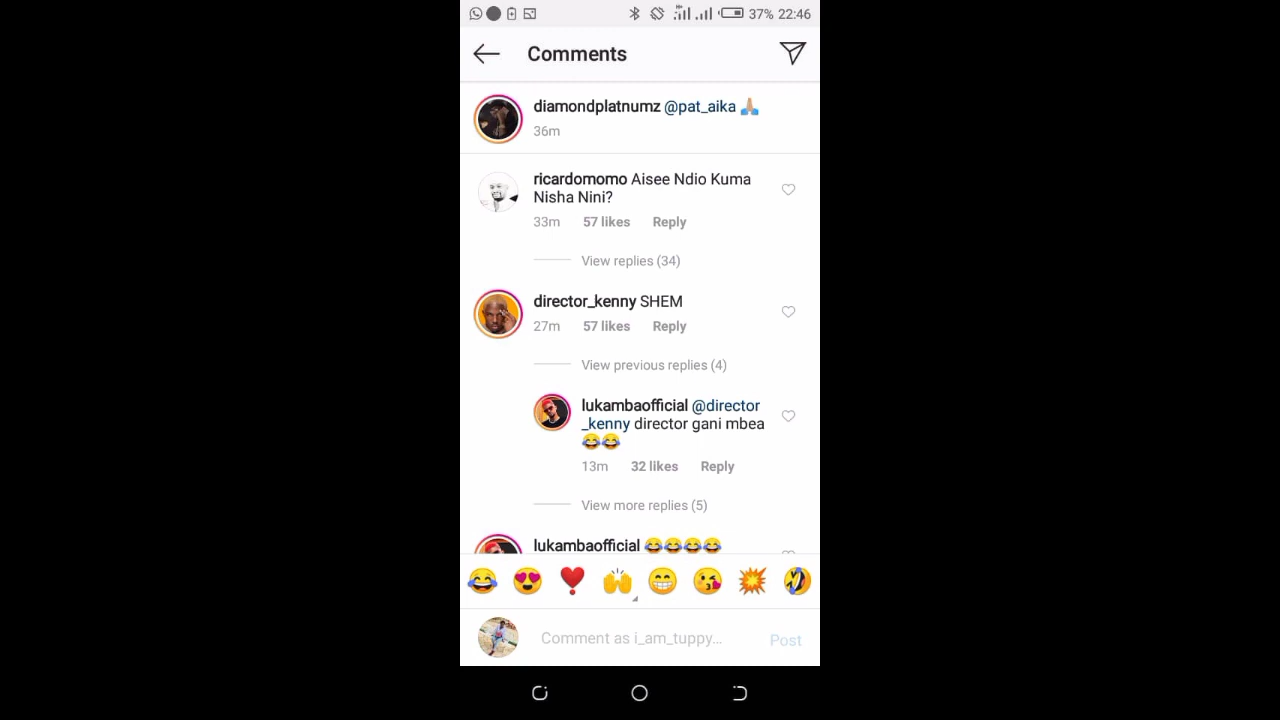 37% 22:46
Comments
diamondplatnumz @pat_aika 🙏
36m
ricardomomo Aisee Ndio Kuma
Nisha Nini?
33m 57 likes Reply
View replies (34)
director_kenny SHEM
27m 57 likes Reply
View previous replies (4)
lukambaofficial @director
_kenny director gani mbea
😂😂
13m 32 likes Reply
View more replies (5)
lukambaofficial 😂😂😂😂
Comment as i_am_tuppy... Post